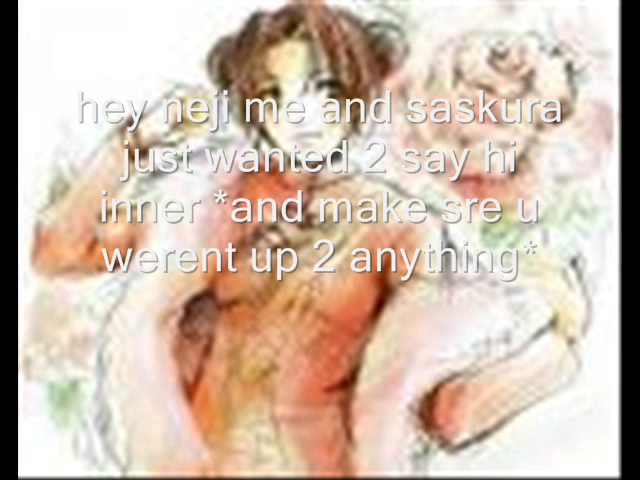 hey neji me and saskura
just wanted 2 say hi
inner *and make sre u
werent up 2 anything*